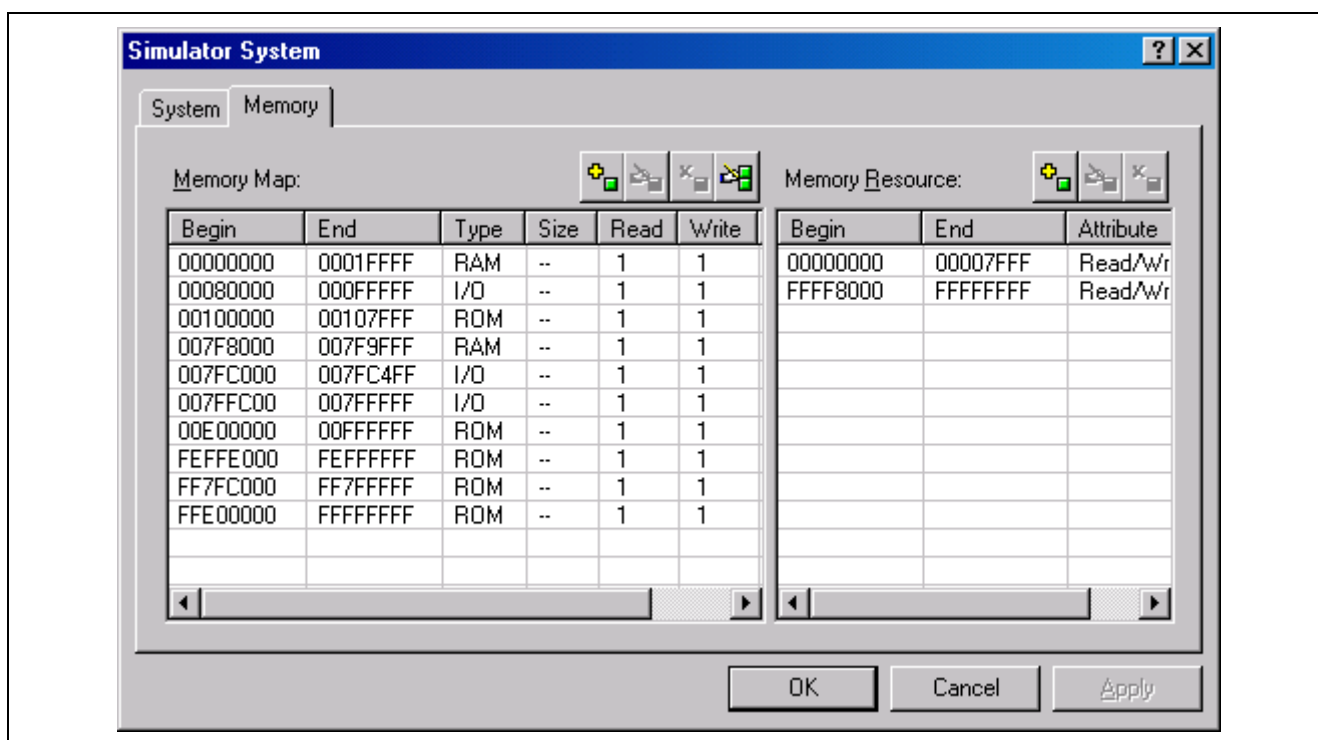 Simulator System
System Memory
Memory Map:
Memory Resource:
Begin End Type Size Read Write
00000000 0001FFFF RAM -- 1 1
00080000 000FFFFF I/O -- 1 1
00100000 00107FFF ROM -- 1 1
007F8000 007F9FFF RAM -- 1 1
007FC000 007FC4FF I/O -- 1 1
007FFC00 007FFFFF I/O -- 1 1
00E00000 00FFFFFF ROM -- 1 1
FEFFE000 FEFFFFFF ROM -- 1 1
FF7FC000 FF7FFFFF ROM -- 1 1
FFE00000 FFFFFFFF ROM -- 1 1
Begin End Attribute
00000000 00007FFF Read/Wr
FFFF8000 FFFFFFFF Read/Wr
OK Cancel Apply